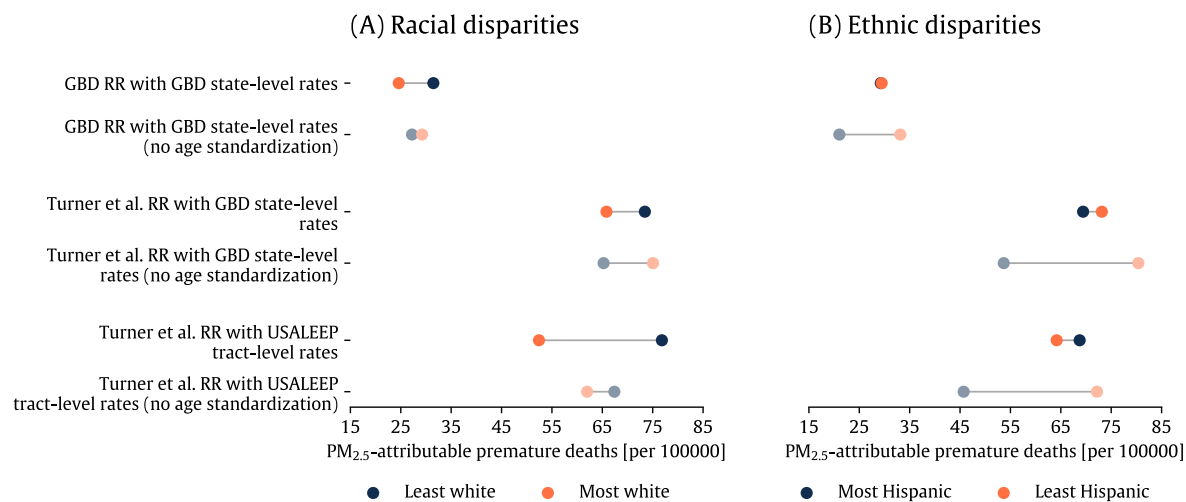 (A) Racial disparities
(B) Ethnic disparities
GBD RR with GBD state-level rates
GBD RR with GBD state-level rates
(no age standardization)
Turner et al. RR with GBD state-level
rates
Turner et al. RR with GBD state-level
rates (no age standardization)
Turner et al. RR with USALEEP
tract-level rates
Turner et al. RR with USALEEP
tract-level rates (no age standardization)
15 25 35 45 55 65 75 85
15 25 35 45 55 65 75 85
PM2.5-attributable premature deaths [per 100000]
PM2.5-attributable premature deaths [per 100000]
Least white Most white
Most Hispanic Least Hispanic